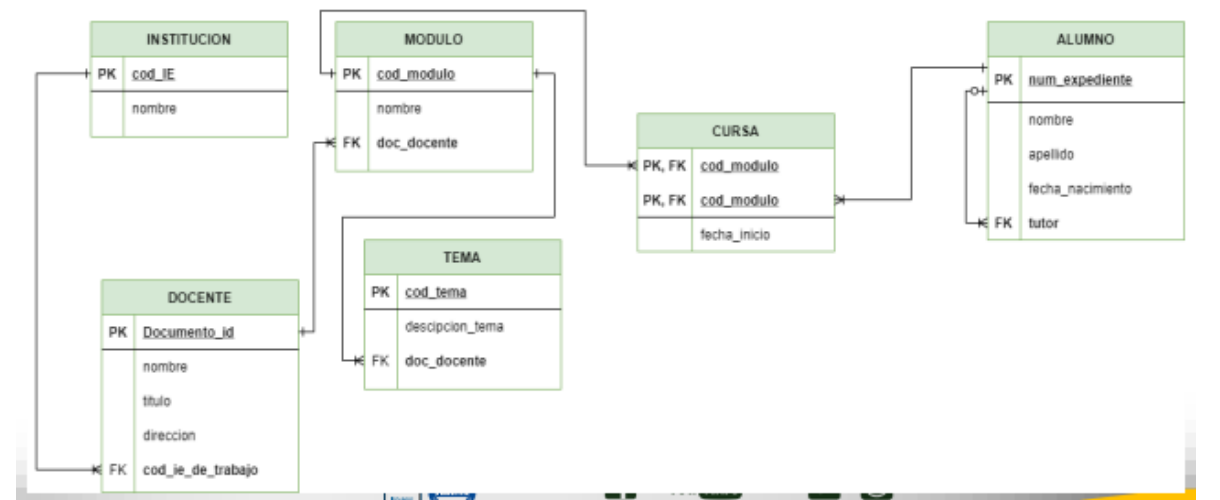 INSTITUCION
PK cod_IE
nombre
MODULO
PK cod_modulo
nombre
FK doc_docente
CURSA
PK, FK cod_modulo
PK, FK cod_modulo
fecha_inicio
ALUMNO
PK num_expediente
nombre
apellido
fecha_nacimiento
FK tutor
TEMA
PK cod_tema
descipcion_tema
FK doc_docente
DOCENTE
PK Documento_id
nombre
titulo
direccion
FK cod_ie_de_trabajo